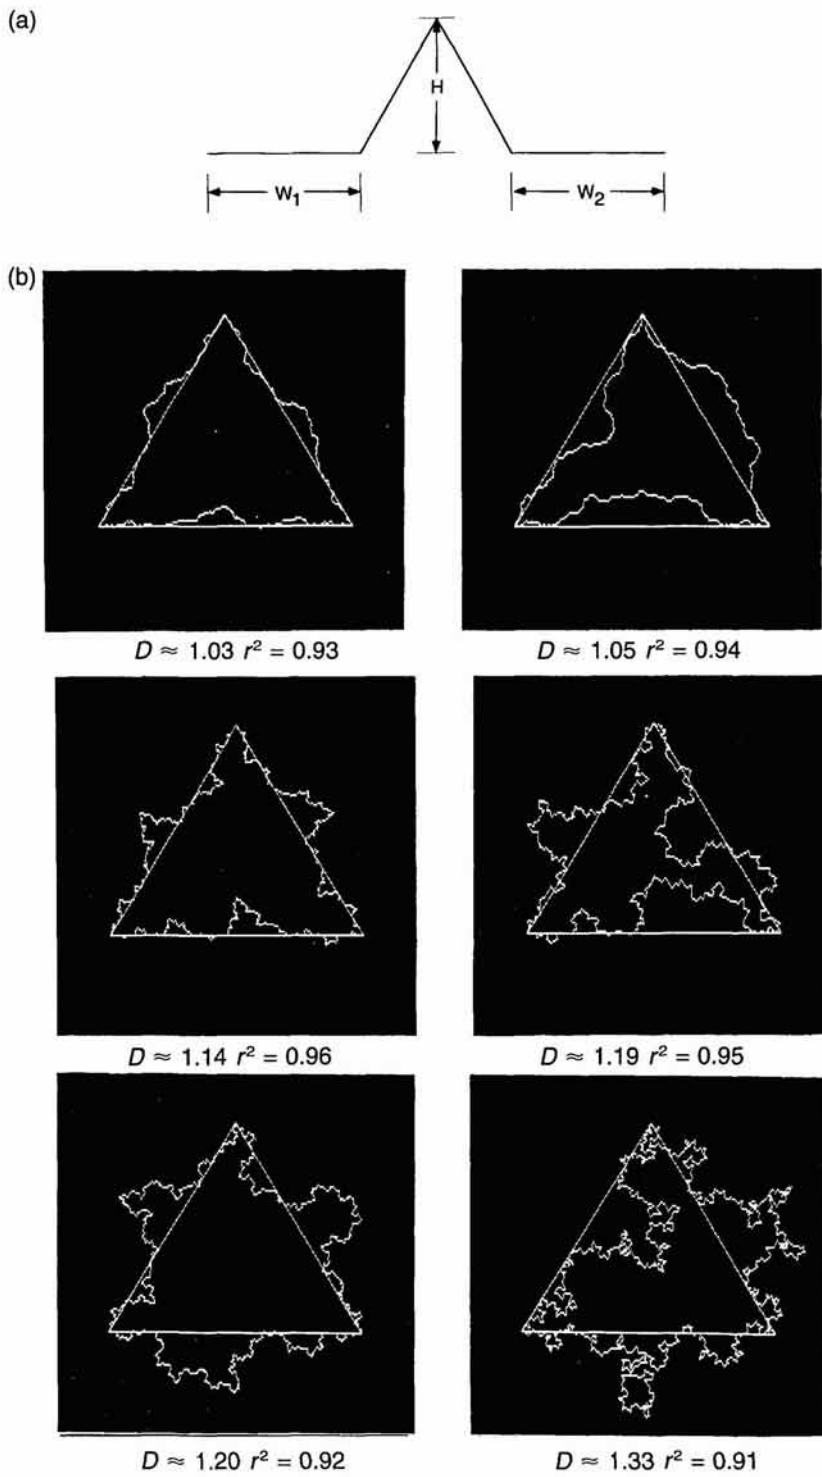 (a)
H
W₁ W₂
(b)
D ≈ 1.03 r² = 0.93 D ≈ 1.05 r² = 0.94
D ≈ 1.14 r² = 0.96 D ≈ 1.19 r² = 0.95
D ≈ 1.20 r² = 0.92 D ≈ 1.33 r² = 0.91